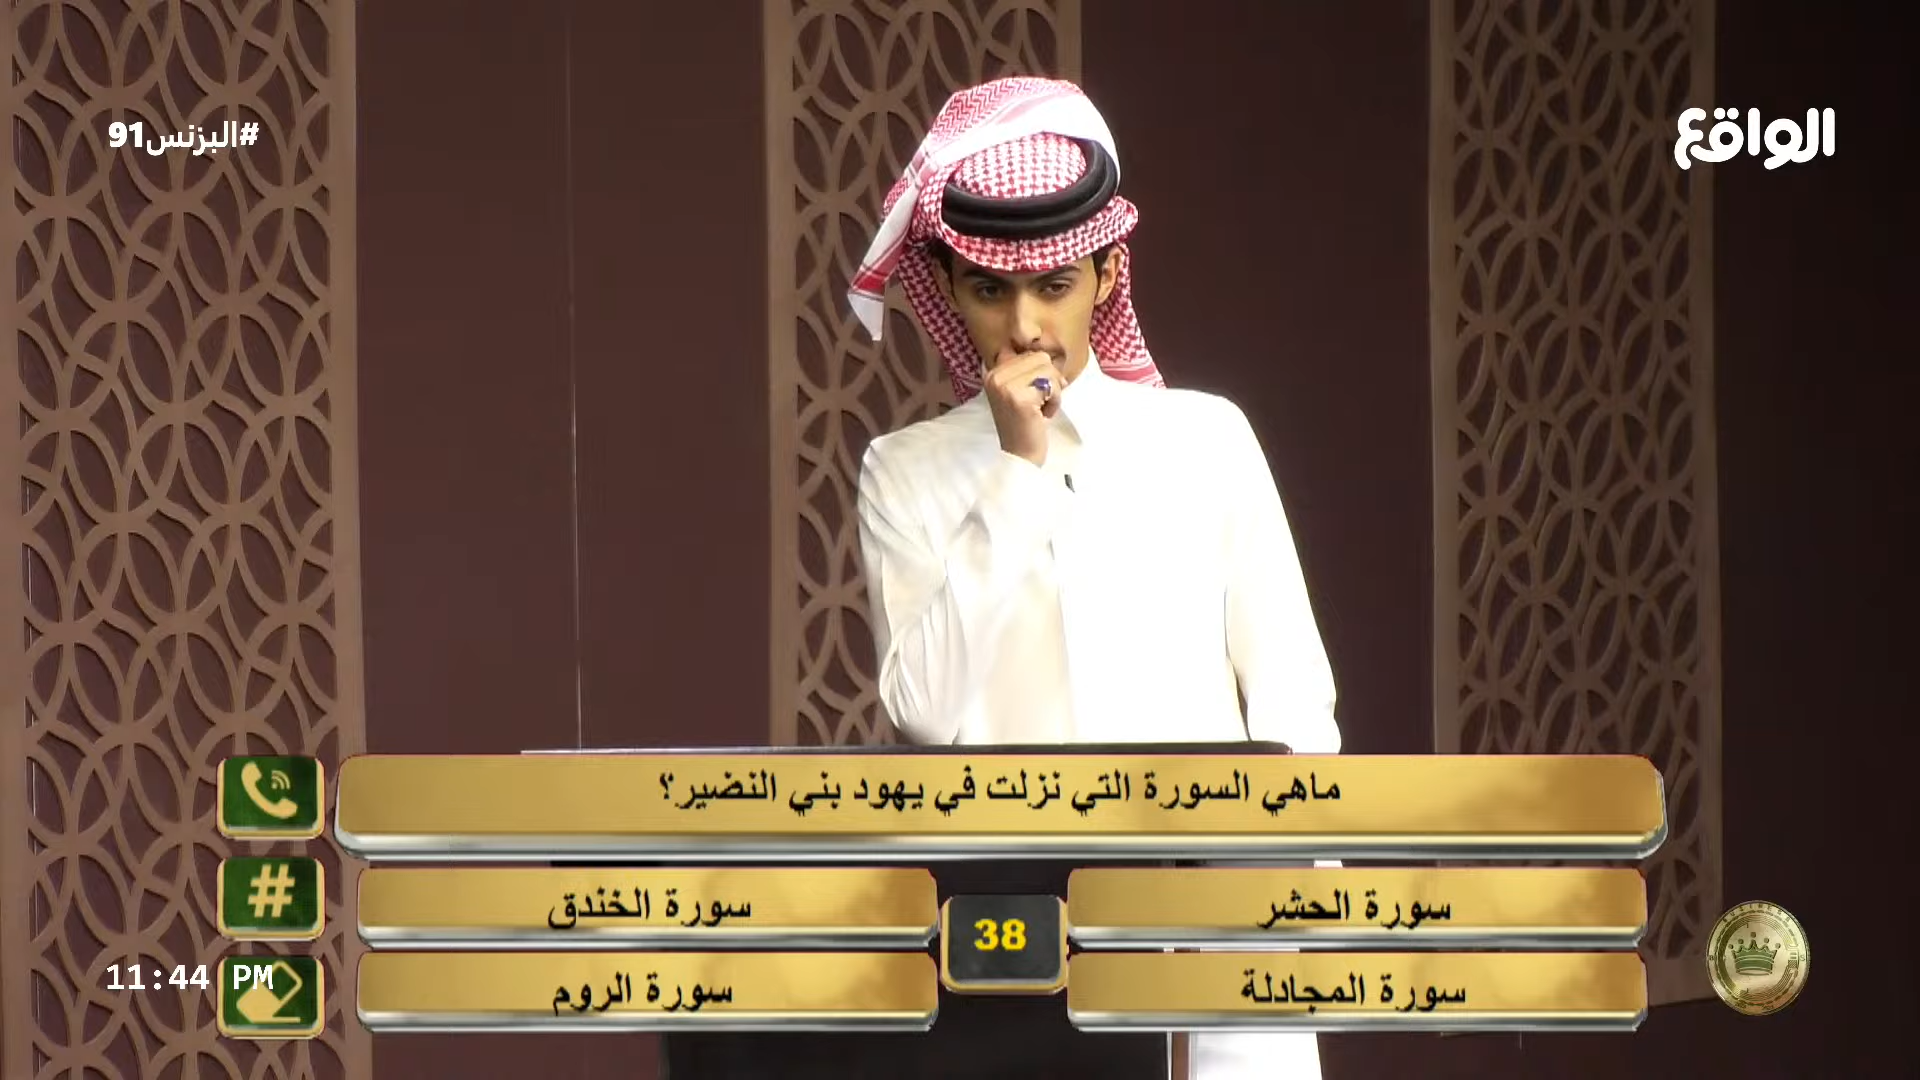 #البزنس91
الواقع
ماهي السورة التي نزلت في يهود بني النضير؟
سورة الحشر
سورة الخندق
38
سورة المجادلة
سورة الروم
11:44 PM